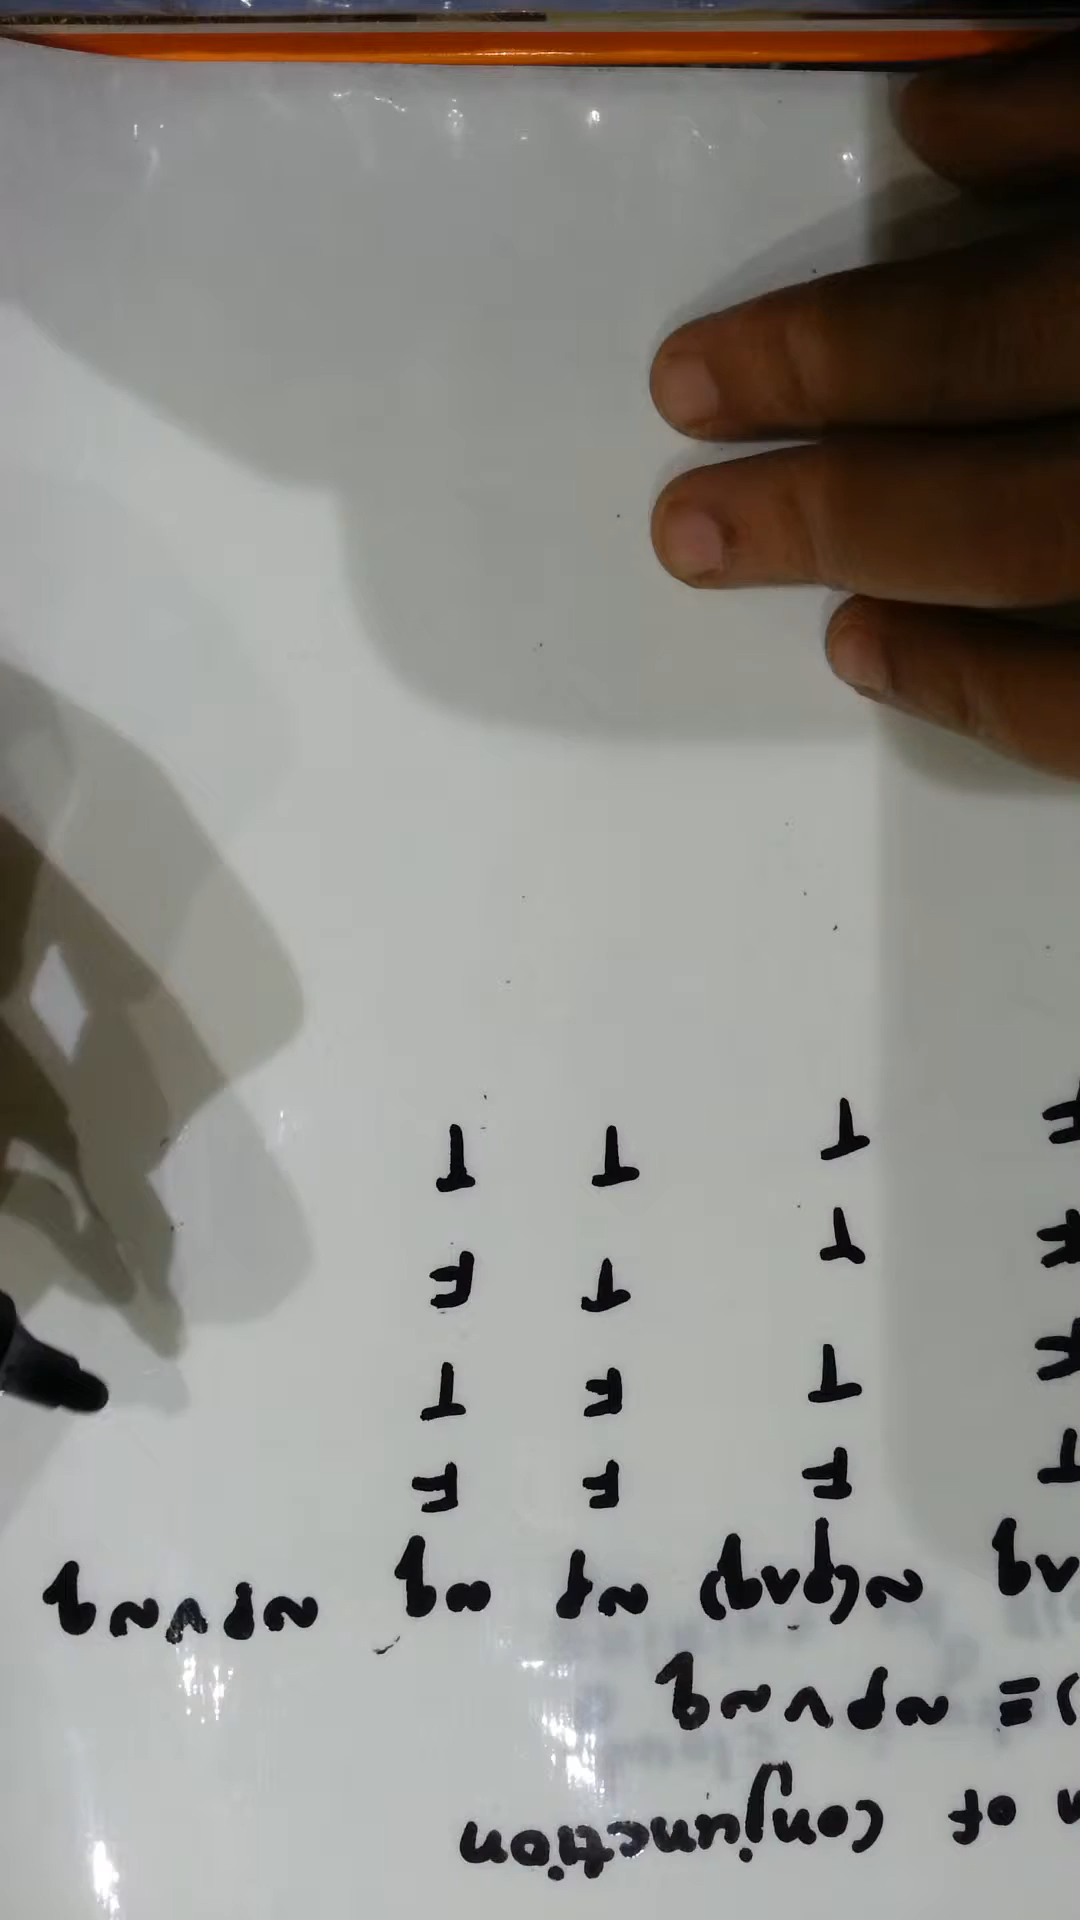 n of conjunction
) ≡ ~p∨~q
∧q ~(p∧q) ~p ~q ~p∨~q
T F F F
F T F T
F T T F
F T T T